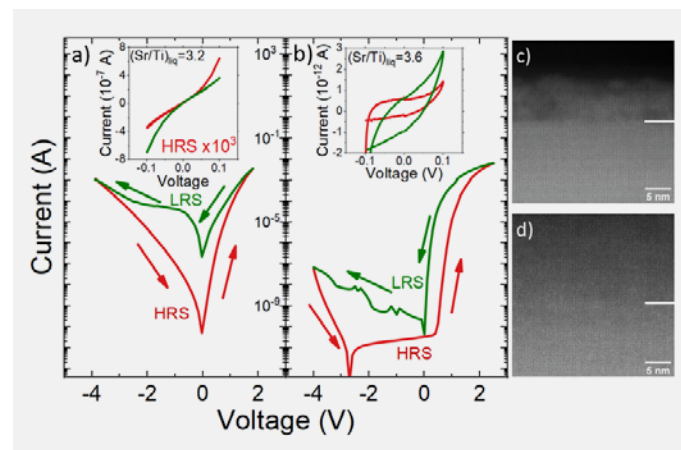 a)
(Sr/Ti)liq=3.2
Current (10⁻⁷ A)
8
4
0
-4
-8
-0.1
0.0
0.1
Voltage
HRS x10³
LRS
HRS
b)
(Sr/Ti)liq=3.6
Current (10⁻¹² A)
3
2
1
0
-1
-2
-0.1
0.0
0.1
Voltage (V)
LRS
HRS
10³
10⁻¹
10⁻⁵
10⁻⁹
Current (A)
-4
-2
0
2
-4
-2
0
2
Voltage (V)
c)
5 nm
d)
5 nm